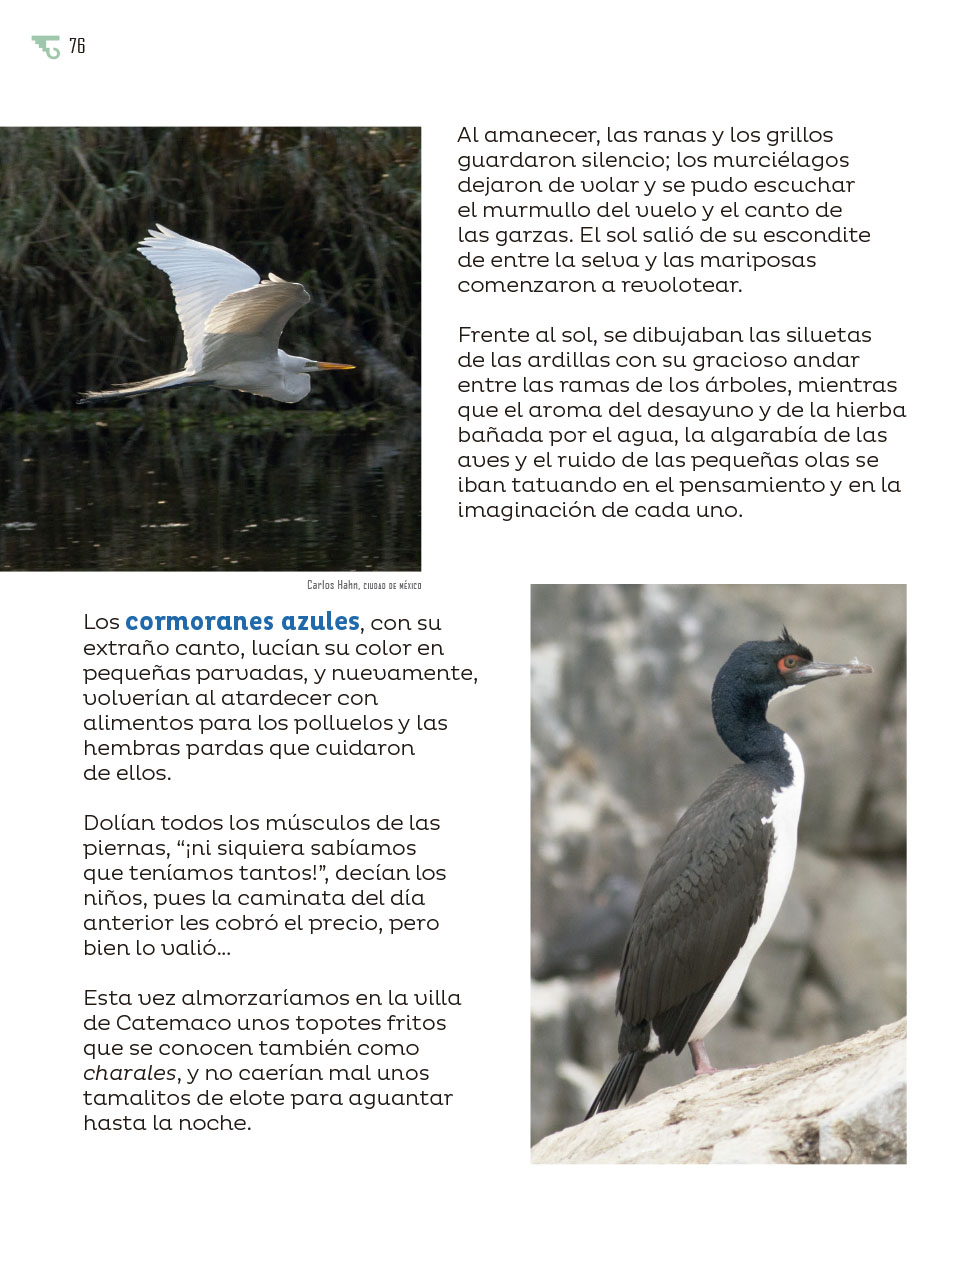 76
Al amanecer, las ranas y los grillos
guardaron silencio; los murciélagos
dejaron de volar y se pudo escuchar
el murmullo del vuelo y el canto de
las garzas. El sol salió de su escondite
de entre la selva y las mariposas
comenzaron a revolotear.
Frente al sol, se dibujaban las siluetas
de las ardillas con su gracioso andar
entre las ramas de los árboles, mientras
que el aroma del desayuno y de la hierba
bañada por el agua, la algarabía de las
aves y el ruido de las pequeñas olas se
iban tatuando en el pensamiento y en la
imaginación de cada uno.
Carlos Hahn, CIUDAD DE MÉXICO
Los cormoranes azules, con su
extraño canto, lucían su color en
pequeñas parvadas, y nuevamente,
volverían al atardecer con
alimentos para los polluelos y las
hembras pardas que cuidaron
de ellos.
Dolían todos los músculos de las
piernas, “¡ni siquiera sabíamos
que teníamos tantos!”, decían los
niños, pues la caminata del día
anterior les cobró el precio, pero
bien lo valió...
Esta vez almorzaríamos en la villa
de Catemaco unos topotes fritos
que se conocen también como
charales, y no caerían mal unos
tamalitos de elote para aguantar
hasta la noche.